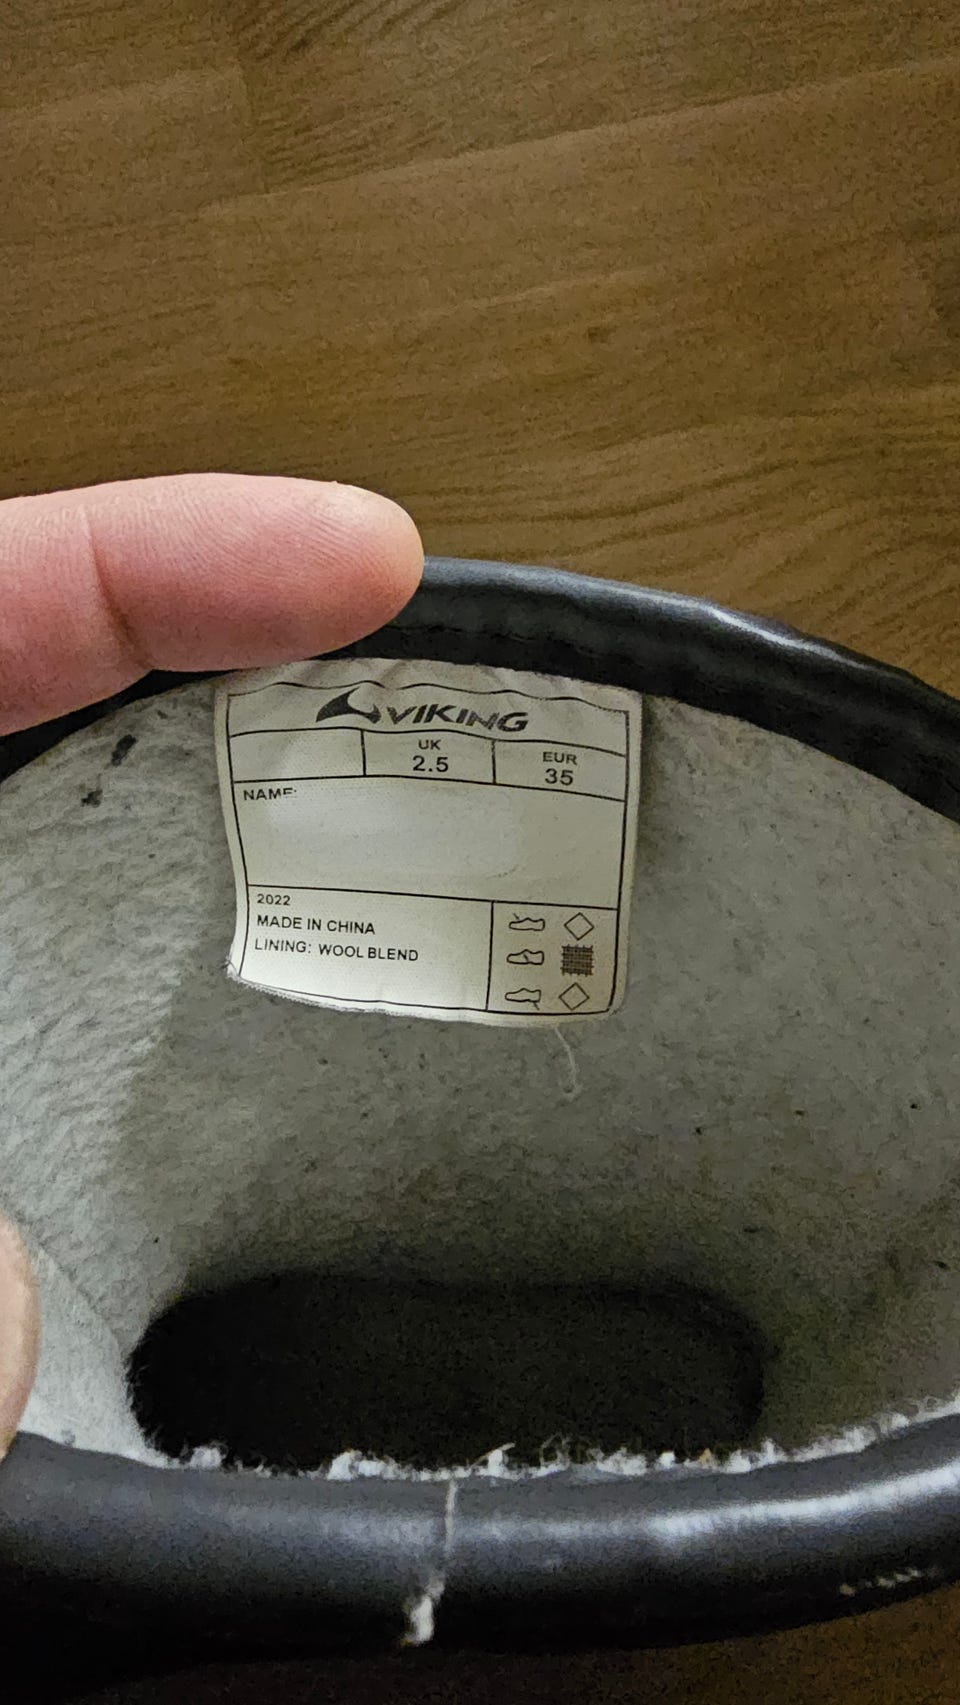 VIKING
UK
2.5
EUR
35
NAME:
2022
MADE IN CHINA
LINING: WOOL BLEND